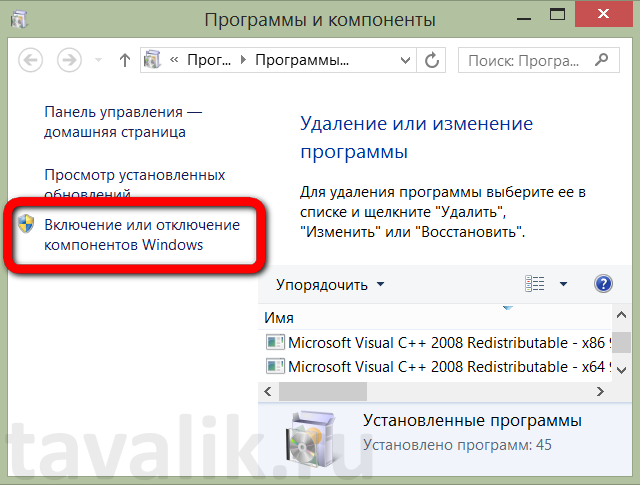 Программы и компоненты
« Прог... Программы...
Поиск: Програ...
Панель управления —
домашняя страница
Просмотр установленных
обновлений
Включение или отключение
компонентов Windows
Удаление или изменение
программы
Для удаления программы выберите ее в
списке и щелкните "Удалить",
"Изменить" или "Восстановить".
Упорядочить
Имя
Microsoft Visual C++ 2008 Redistributable - x86 9
Microsoft Visual C++ 2008 Redistributable - x64 9
Установленные программы
Установлено программ: 45
tavalik.ru